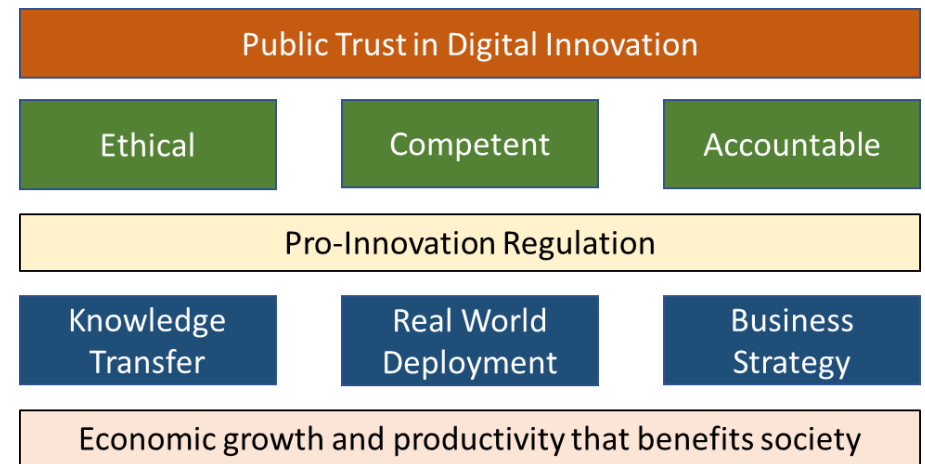 Public Trust in Digital Innovation
Ethical
Competent
Accountable
Pro-Innovation Regulation
Knowledge
Transfer
Real World
Deployment
Business
Strategy
Economic growth and productivity that benefits society